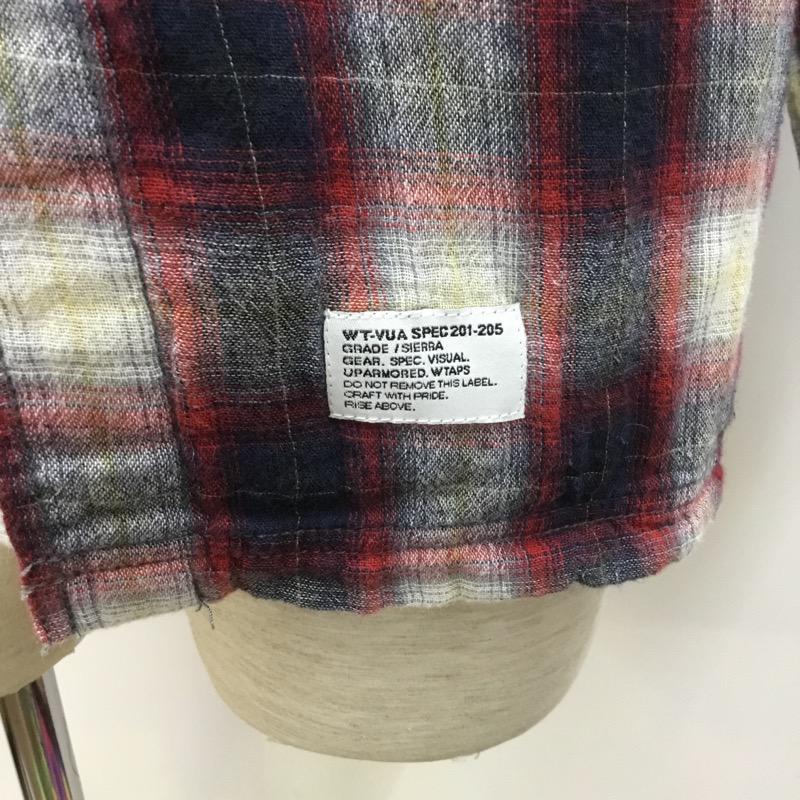 WT-VUA SPEC201-205
GRADE / SIERRA
GEAR. SPEC. VISUAL.
UPARMORED. WTAPS
DO NOT REMOVE THIS LABEL.
CRAFT WITH PRIDE.
RISE ABOVE.